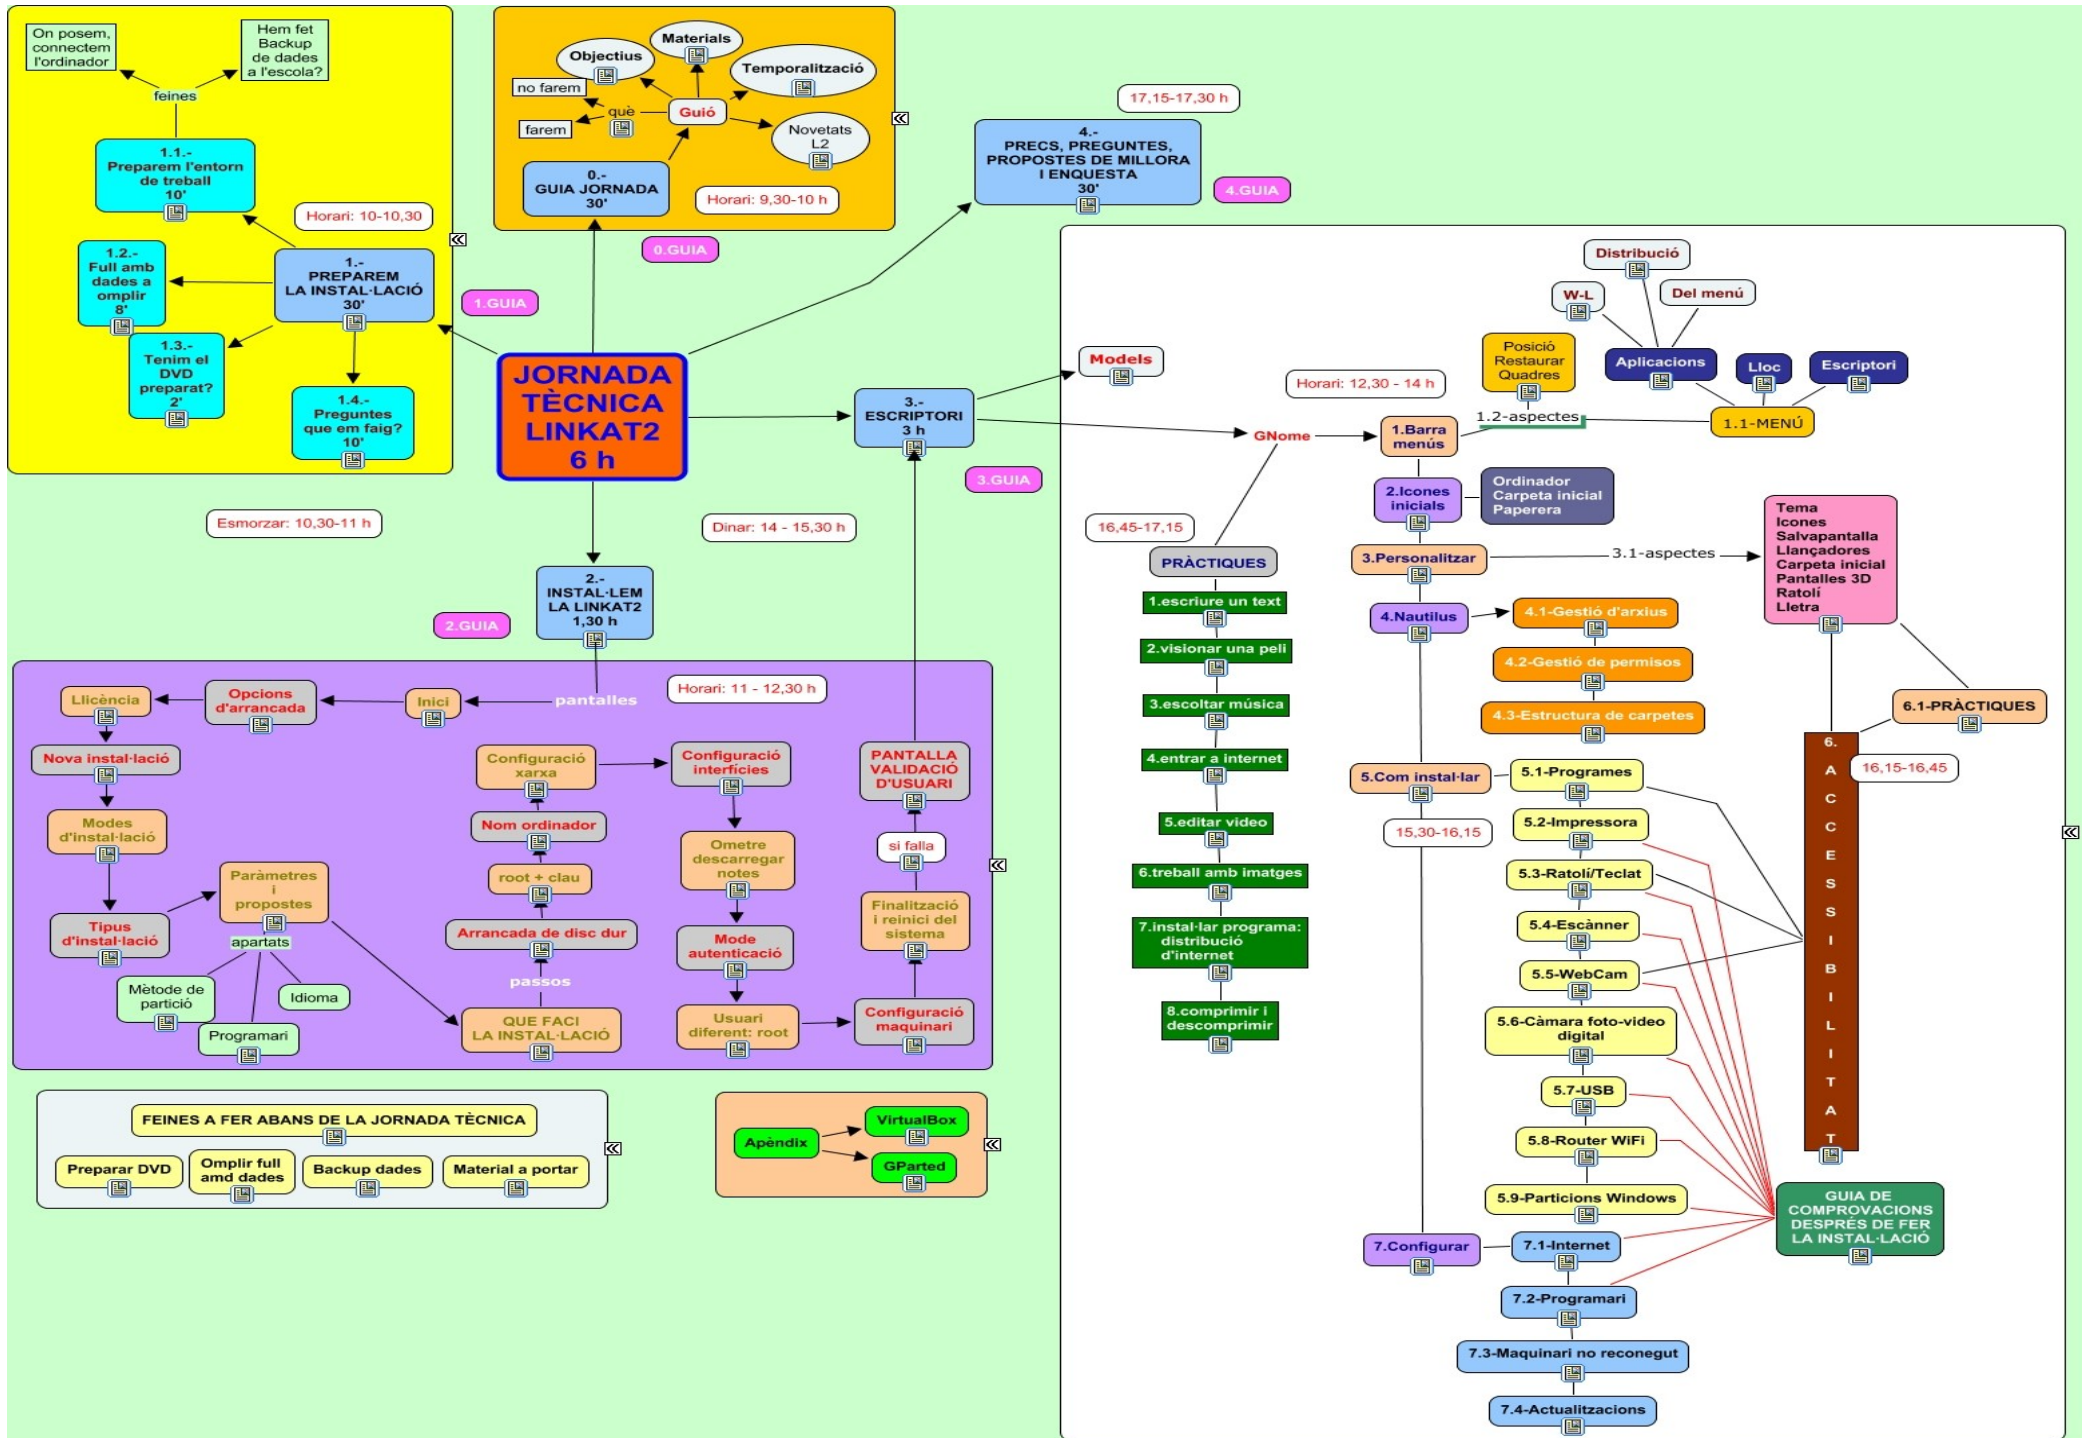 On posem,
connectem
l'ordinador
Hem fet
Backup
de dades
a l'escola?
feines
1.1.-
Preparem l'entorn
de treball
10'
Horari: 10-10,30
1.2.-
Full amb
dades a
omplir
8'
1.-
PREPAREM
LA INSTAL·LACIÓ
30'
1.3.-
Tenim el
DVD
preparat?
2'
1.4.-
Preguntes
que em faig?
10'
1.GUIA
Materials
Objectius
Temporalització
no farem
què
Guió
farem
Novetats
L2
0.-
GUIA JORNADA
30'
Horari: 9,30-10 h
0.GUIA
17,15-17,30 h
4.-
PRECS, PREGUNTES,
PROPOSTES DE MILLORA
I ENQUESTA
30'
4.GUIA
JORNADA
TÈCNICA
LINKAT2
6 h
3.-
ESCRIPTORI
3 h
3.GUIA
Esmorzar: 10,30-11 h
Dinar: 14 - 15,30 h
2.-
INSTAL·LEM
LA LINKAT2
1,30 h
2.GUIA
Llicència
Opcions
d'arrancada
Inici
pantalles
Horari: 11 - 12,30 h
Nova instal·lació
Modes
d'instal·lació
Tipus
d'instal·lació
Paràmetres
i
propostes
apartats
Mètode de
partició
Programari
Idioma
Configuració
xarxa
Nom ordinador
root + clau
Arrancada de disc dur
passos
QUE FACI
LA INSTAL·LACIÓ
Configuració
interfícies
Ometre
descarregar
notes
Mode
autenticació
Usuari
diferent: root
PANTALLA
VALIDACIÓ
D'USUARI
si falla
Finalització
i reinici del
sistema
Configuració
maquinari
FEINES A FER ABANS DE LA JORNADA TÈCNICA
Preparar DVD
Omplir full
amd dades
Backup dades
Material a portar
Apèndix
VirtualBox
GParted
Models
Horari: 12,30 - 14 h
Distribució
W-L
Del menú
Posició
Restaurar
Quadres
Aplicacions
Lloc
Escriptori
GNome
1.Barra
menús
1.2-aspectes
1.1-MENÚ
2.Icones
inicials
Ordinador
Carpeta inicial
Paperera
16,45-17,15
PRÀCTIQUES
1.escriure un text
2.visionar una peli
3.escoltar música
4.entrar a internet
5.editar video
6.treball amb imatges
7.instal·lar programa:
distribució
d'internet
8.comprimir i
descomprimir
3.Personalitzar
3.1-aspectes
Tema
Icones
Salvapantalla
Llançadores
Carpeta inicial
Pantalles 3D
Ratolí
Lletra
4.Nautilus
4.1-Gestió d'arxius
4.2-Gestió de permisos
4.3-Estructura de carpetes
6.1-PRÀCTIQUES
16,15-16,45
6.
A
C
C
E
S
S
I
B
I
L
I
T
A
T
5.Com instal·lar
15,30-16,15
5.1-Programes
5.2-Impressora
5.3-Ratolí/Teclat
5.4-Escànner
5.5-WebCam
5.6-Càmara foto-video
digital
5.7-USB
5.8-Router WiFi
5.9-Particions Windows
GUIA DE
COMPROVACIONS
DESPRÉS DE FER
LA INSTAL·LACIÓ
7.Configurar
7.1-Internet
7.2-Programari
7.3-Maquinari no reconegut
7.4-Actualitzacions